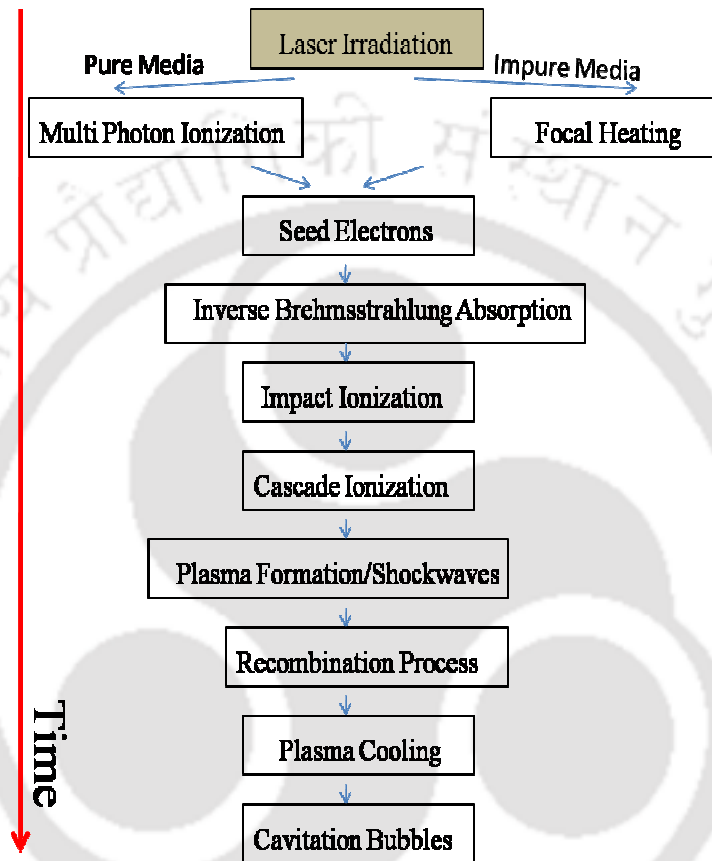 Laser Irradiation
Pure Media
Impure Media
Multi Photon Ionization
Focal Heating
Seed Electrons
Inverse Brehmsstrahlung Absorption
Impact Ionization
Cascade Ionization
Plasma Formation/Shockwaves
Recombination Process
Plasma Cooling
Cavitation Bubbles
Time
प्रौद्योगिकी संस्थान